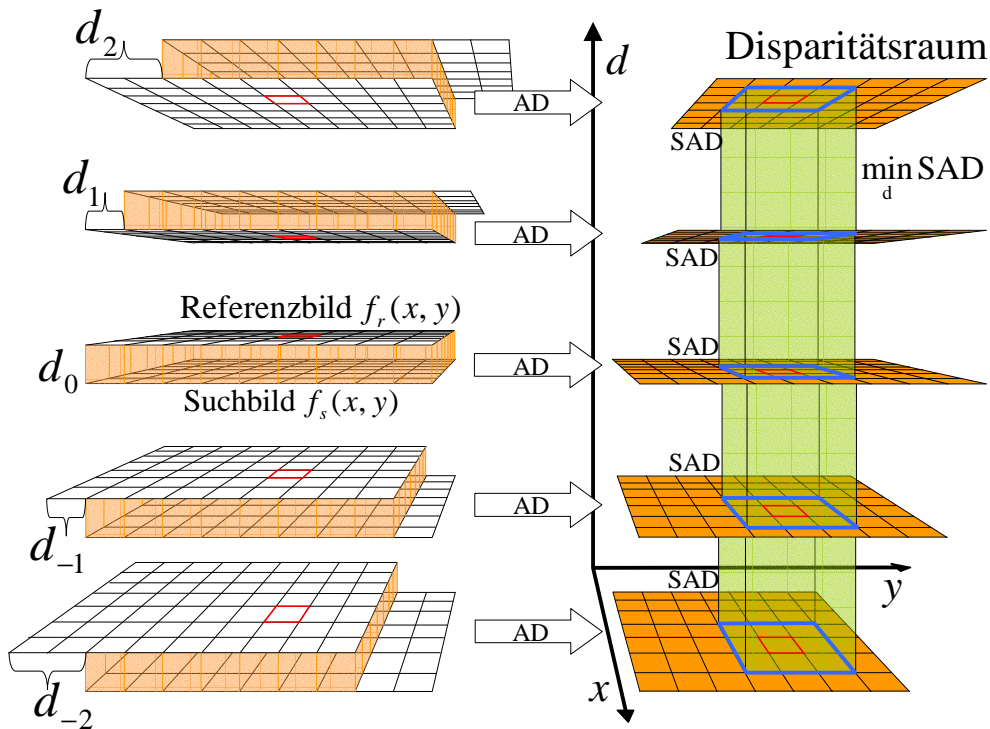 d₂
d
Disparitätsraum
AD
SAD
min SAD
d
d₁
AD
SAD
Referenzbild fᵣ(x, y)
SAD
d₀
AD
Suchbild fₛ(x, y)
SAD
AD
d₋₁
SAD
y
AD
x
d₋₂